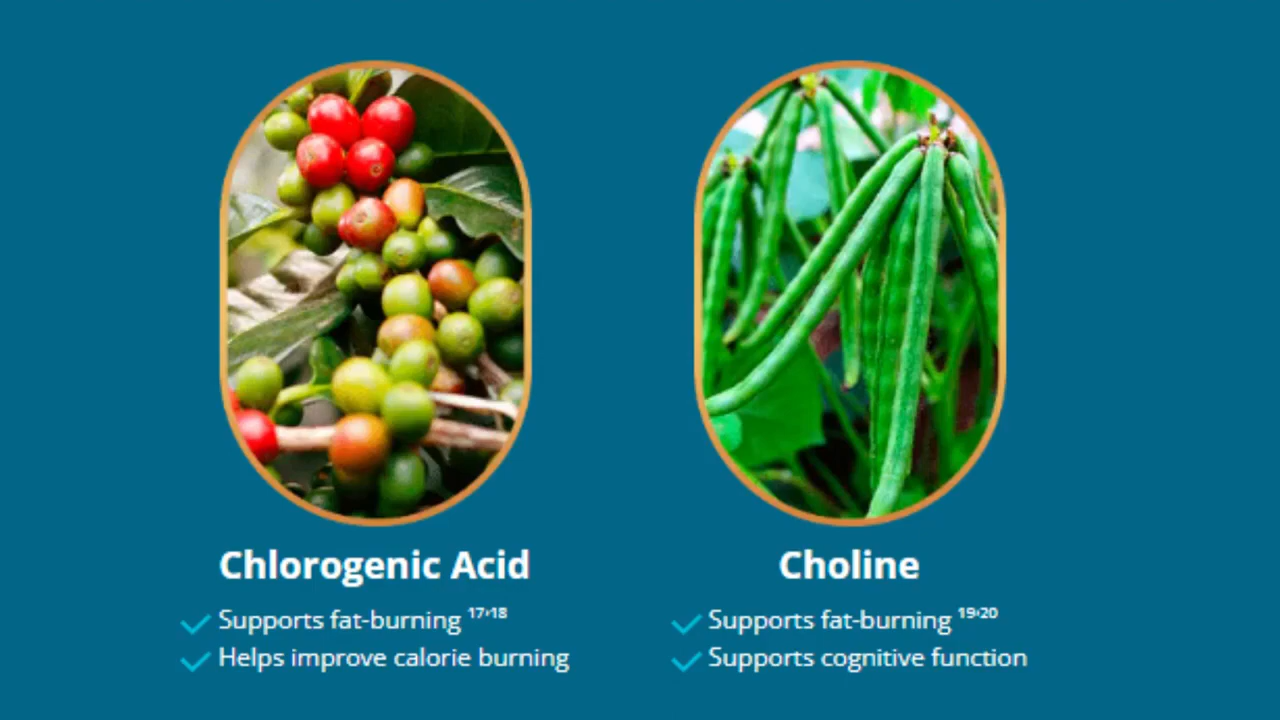 Chlorogenic Acid
Supports fat-burning 17,18
Helps improve calorie burning
Choline
Supports fat-burning 19,20
Supports cognitive function